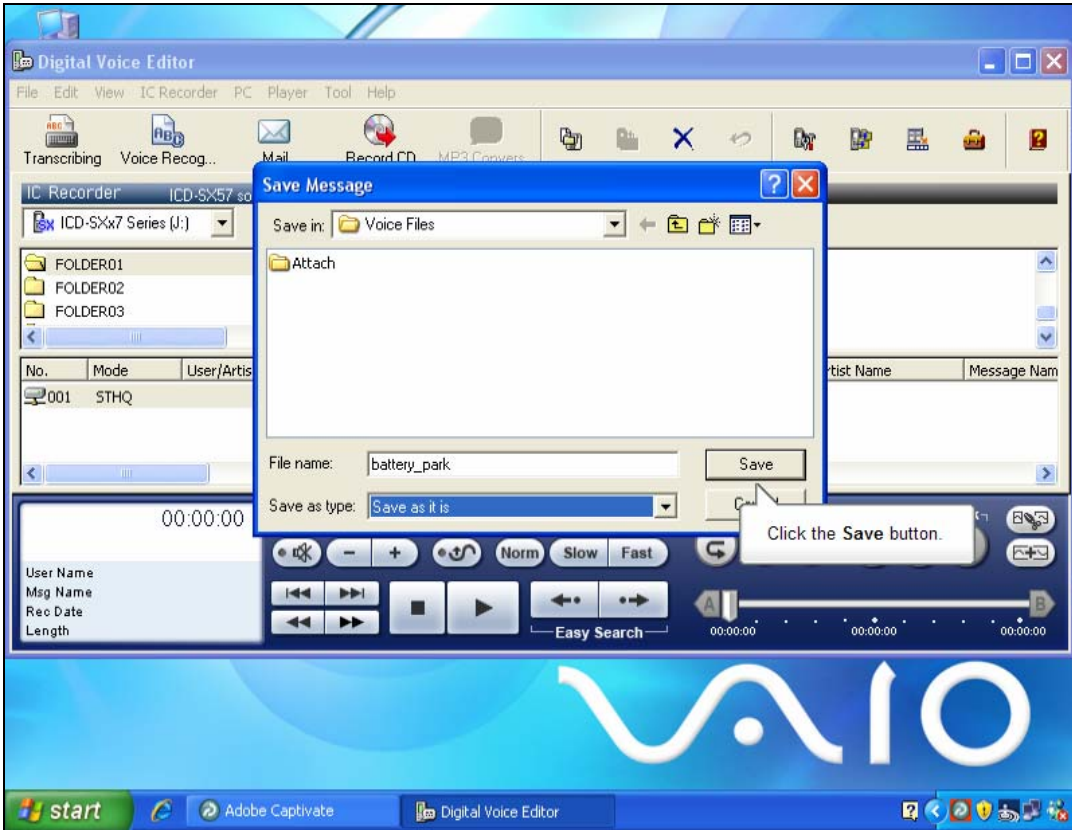 Digital Voice Editor
File Edit View IC Recorder PC Player Tool Help
Transcribing Voice Recog... Mail Record CD MP3 Convers
IC Recorder ICD-SX57 so
ICD-SXx7 Series (J:)
FOLDER01
FOLDER02
FOLDER03
No. Mode User/Artis
001 STHQ
Save Message
Save in: Voice Files
Attach
File name: battery_park Save
Save as type: Save as it is
Click the Save button.
rtist Name Message Nam
00:00:00
User Name
Msg Name
Rec Date
Length
Norm Slow Fast
Easy Search
A B
00:00:00 00:00:00 00:00:00
VAIO
start Adobe Captivate Digital Voice Editor